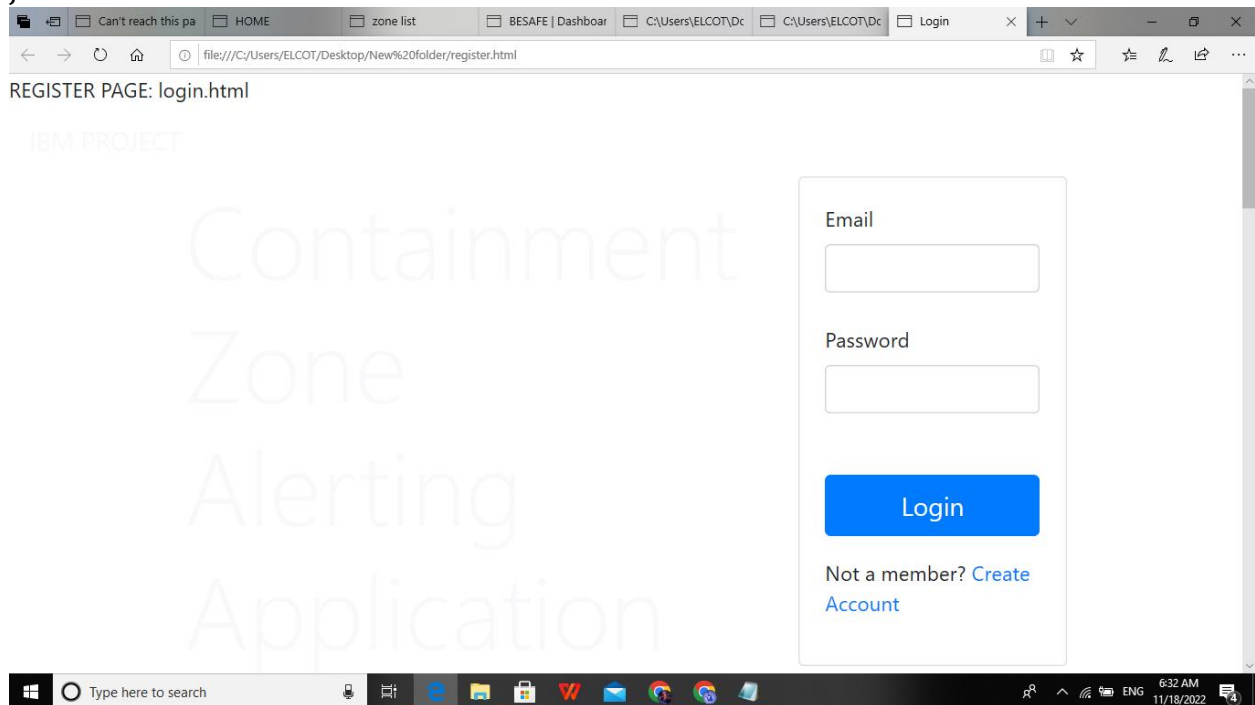 Can't reach this pa
HOME
zone list
BESAFE | Dashboar
C:\Users\ELCOT\Dc
C:\Users\ELCOT\Dc
Login
file:///C:/Users/ELCOT/Desktop/New%20folder/register.html
REGISTER PAGE: login.html
IBM PROJECT
Containment
Zone
Alerting
Application
Email
Password
Login
Not a member? Create
Account
Type here to search
ENG
6:32 AM
11/18/2022
4